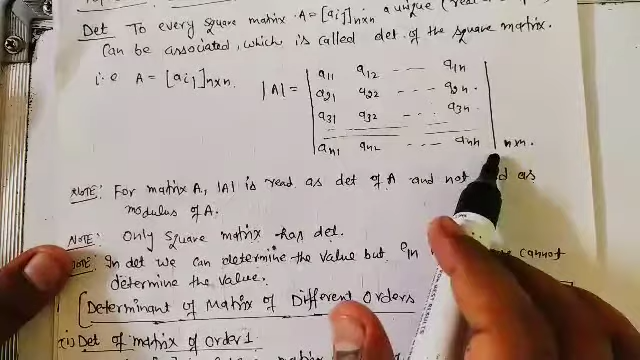 Det To every square matrix A = [aij]nxn a unique (real
Can be associated, which is called det. of the square matrix.
i.e A = [aij]nxn |A| =
a11 a12 --- a1n
a21 a22 .... a2n
a31 a32 .... a3n
an1 an2 ... ann nxn.
NOTE: For matrix A, |A| is read as det of A and not as
modulus of A.
NOTE: Only Square matrix has det.
NOTE: In det we can determine the value but in cannot
determine the value.
Determinant of Matrix of Different Orders
Det of matrix of order 1